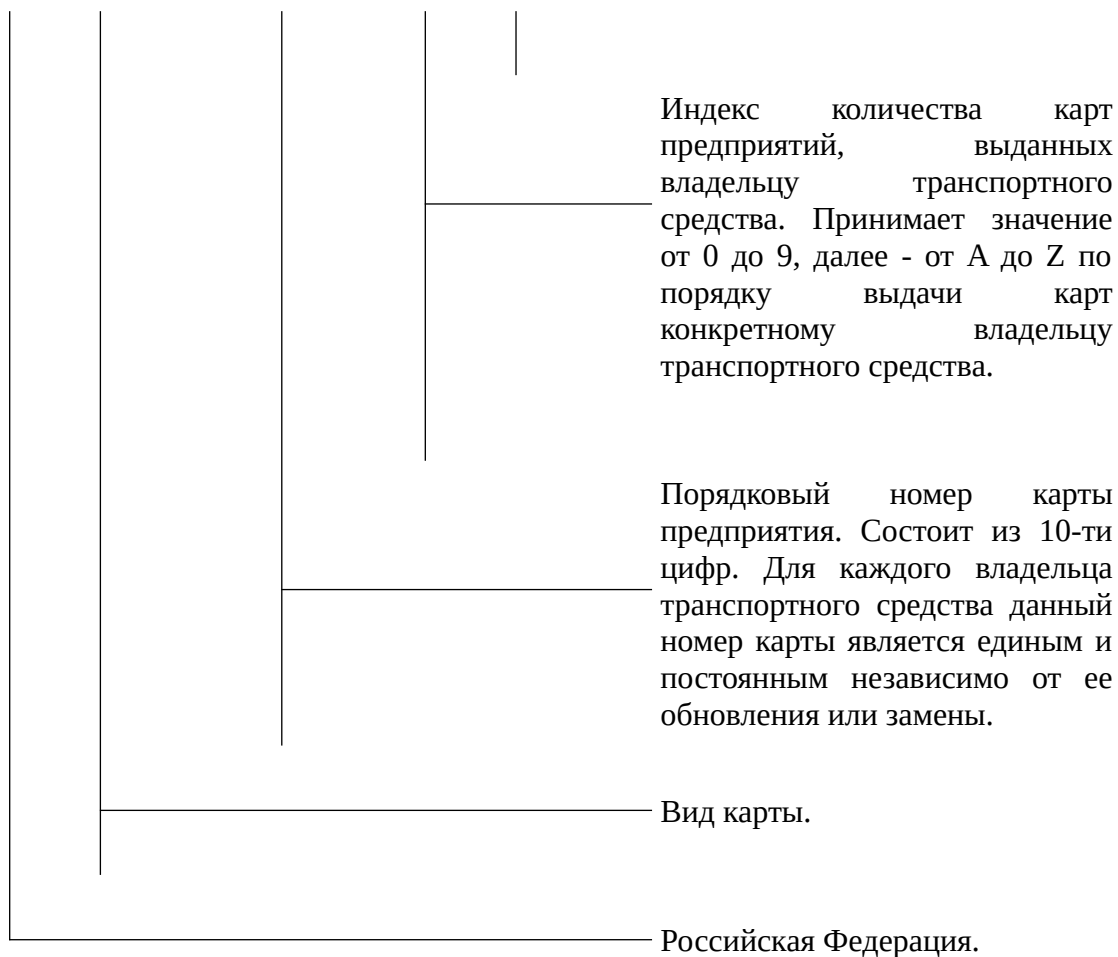 Индекс количества карт
предприятий, выданных
владельцу транспортного
средства. Принимает значение
от 0 до 9, далее - от A до Z по
порядку выдачи карт
конкретному владельцу
транспортного средства.
Порядковый номер карты
предприятия. Состоит из 10-ти
цифр. Для каждого владельца
транспортного средства данный
номер карты является единым и
постоянным независимо от ее
обновления или замены.
Вид карты.
Российская Федерация.